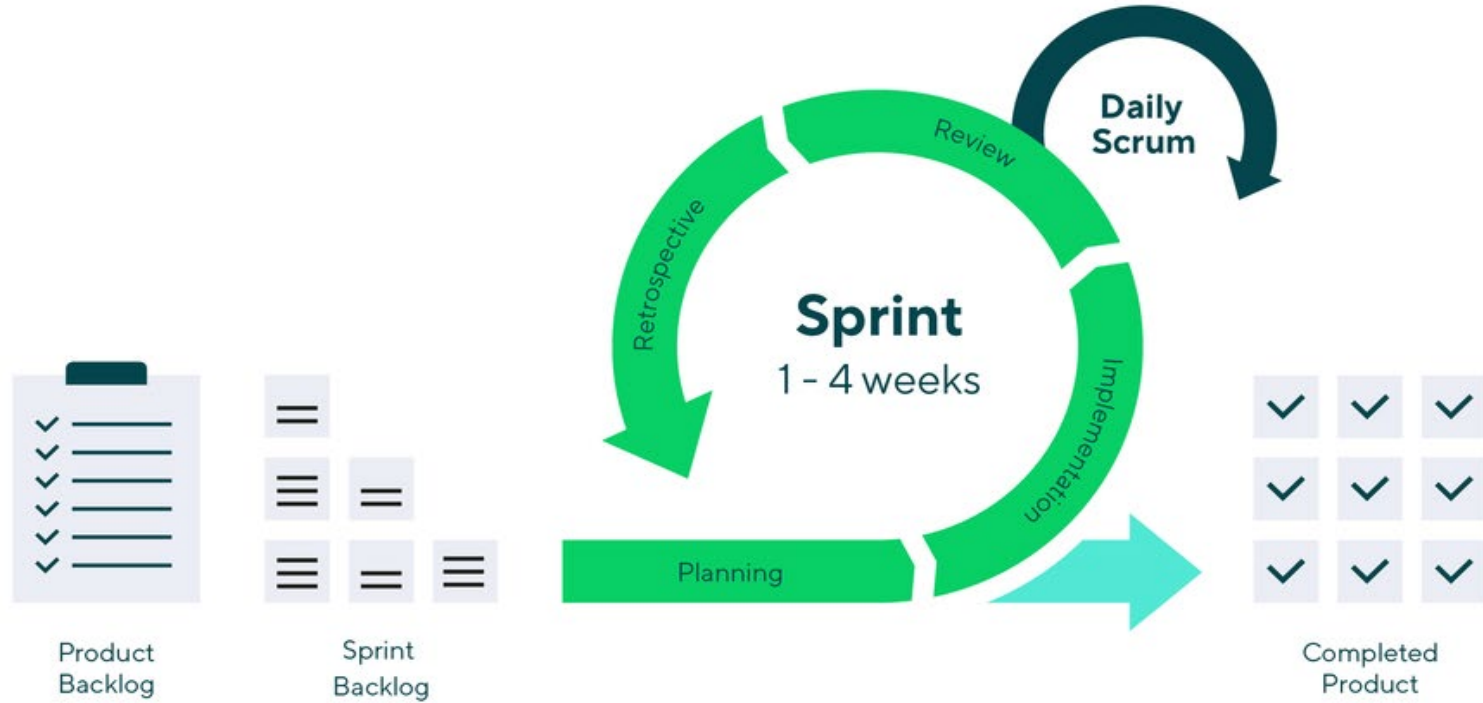 Product
Backlog
Sprint
Backlog
Planning
Implementation
Review
Retrospective
Sprint
1 - 4 weeks
Daily
Scrum
Completed
Product